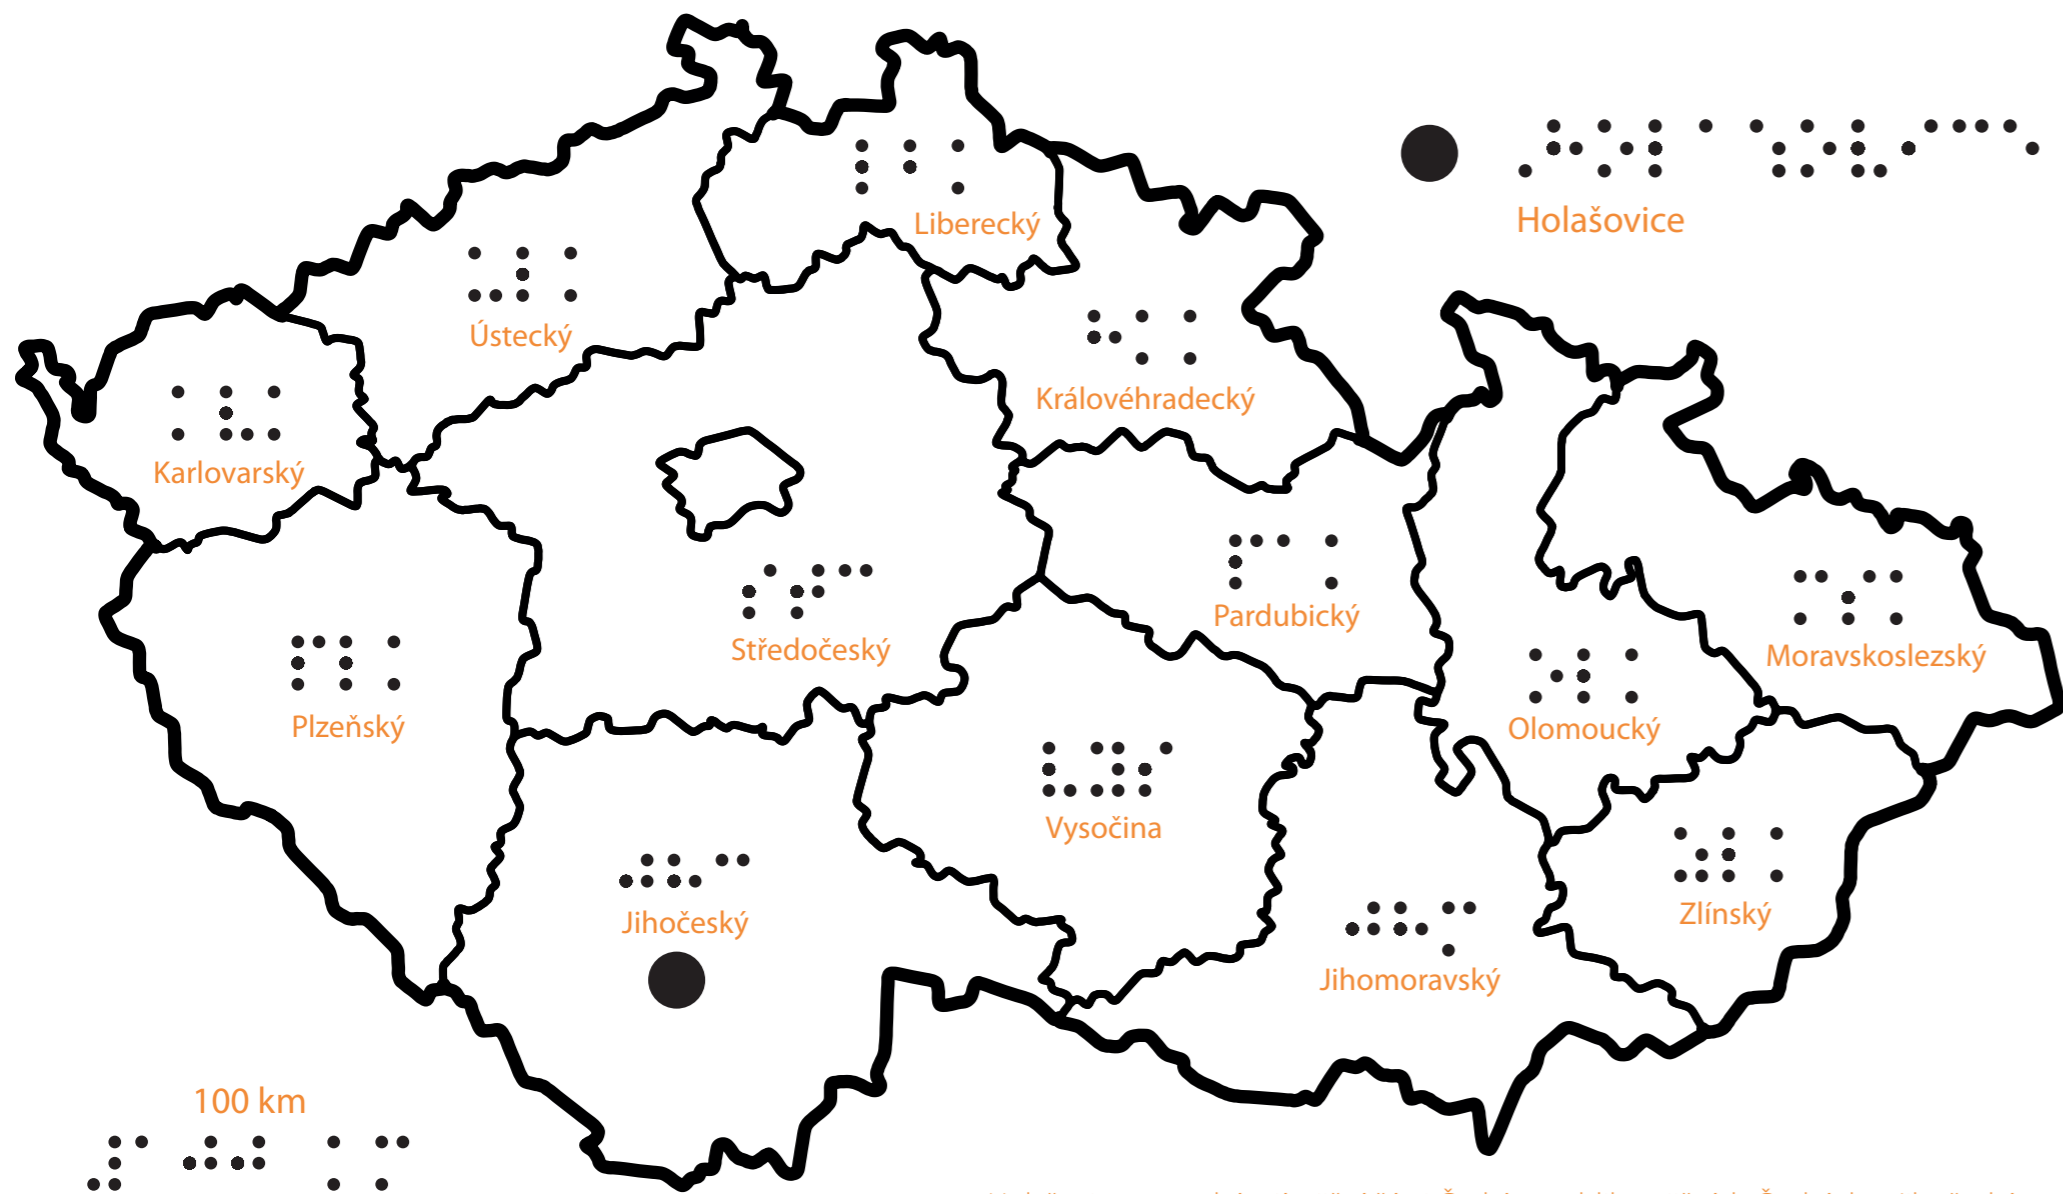 Liberecký
Holašovice
Ústecký
Královéhradecký
Karlovarský
Pardubický
Středočeský
Moravskoslezský
Plzeňský
Olomoucký
Vysočina
Zlínský
Jihočeský
Jihomoravský
100 km